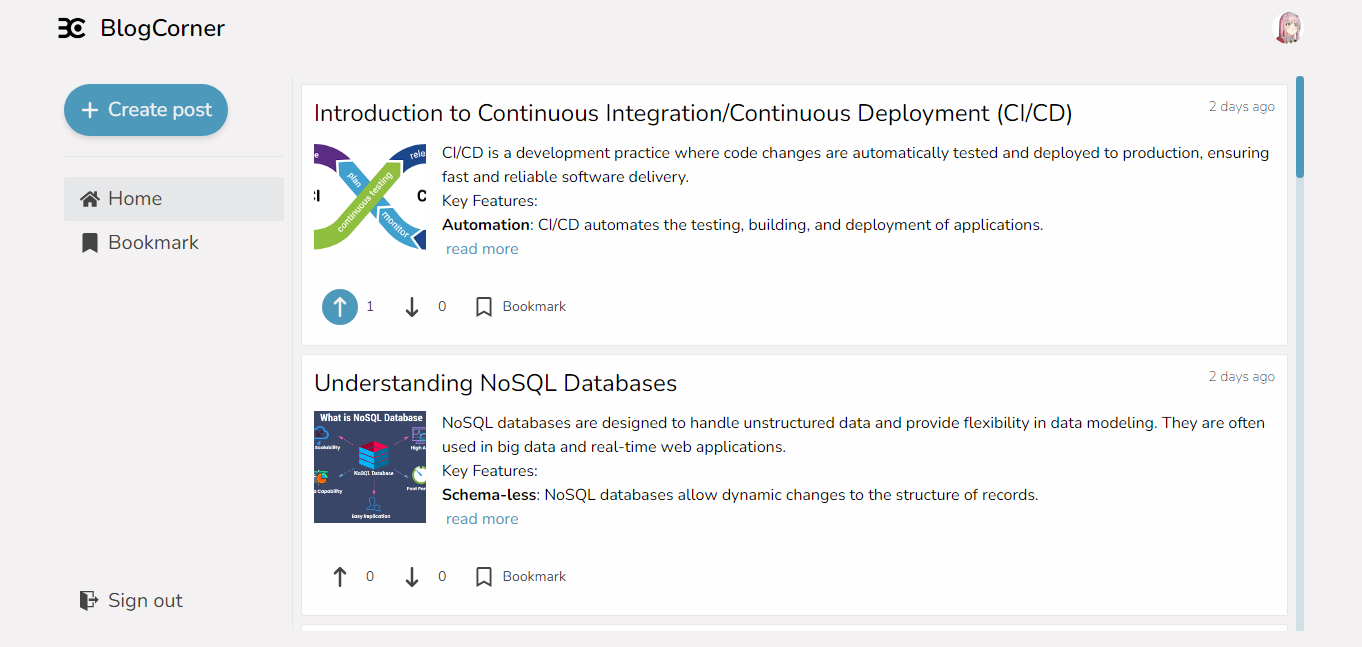 BlogCorner
Create post
Home
Bookmark
Sign out
Introduction to Continuous Integration/Continuous Deployment (CI/CD)
2 days ago
plan
continuous testing
monitor
rele
CI/CD is a development practice where code changes are automatically tested and deployed to production, ensuring
fast and reliable software delivery.
Key Features:
Automation: CI/CD automates the testing, building, and deployment of applications.
read more
1
0
Bookmark
Understanding NoSQL Databases
2 days ago
What is NoSQL Database
Scalability
High A
NoSQL Database
Capability
Fast Per
Easy Replication
NoSQL databases are designed to handle unstructured data and provide flexibility in data modeling. They are often
used in big data and real-time web applications.
Key Features:
Schema-less: NoSQL databases allow dynamic changes to the structure of records.
read more
0
0
Bookmark